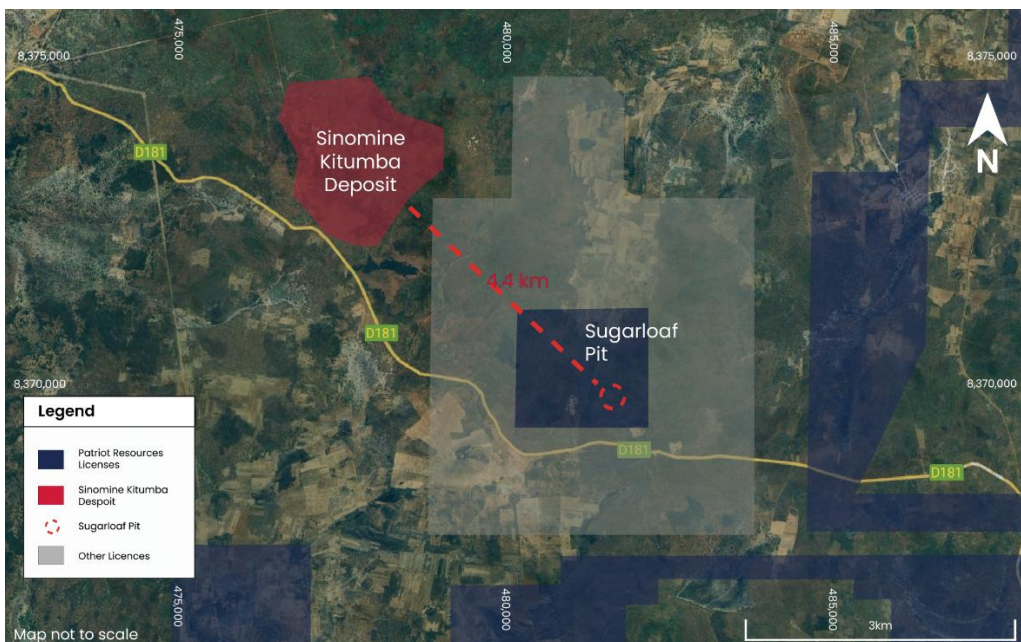 475,000
480,000
485,000
8,375,000
8,375,000
Sinomine
Kitumba
Deposit
D181
N
4.4 km
D181
Sugarloaf
Pit
8,370,000
8,370,000
Legend
Patriot Resources
Licenses
Sinomine Kitumba
Despoit
Sugarloaf Pit
Other Licences
D181
D181
475,000
480,000
485,000
3km
Map not to scale